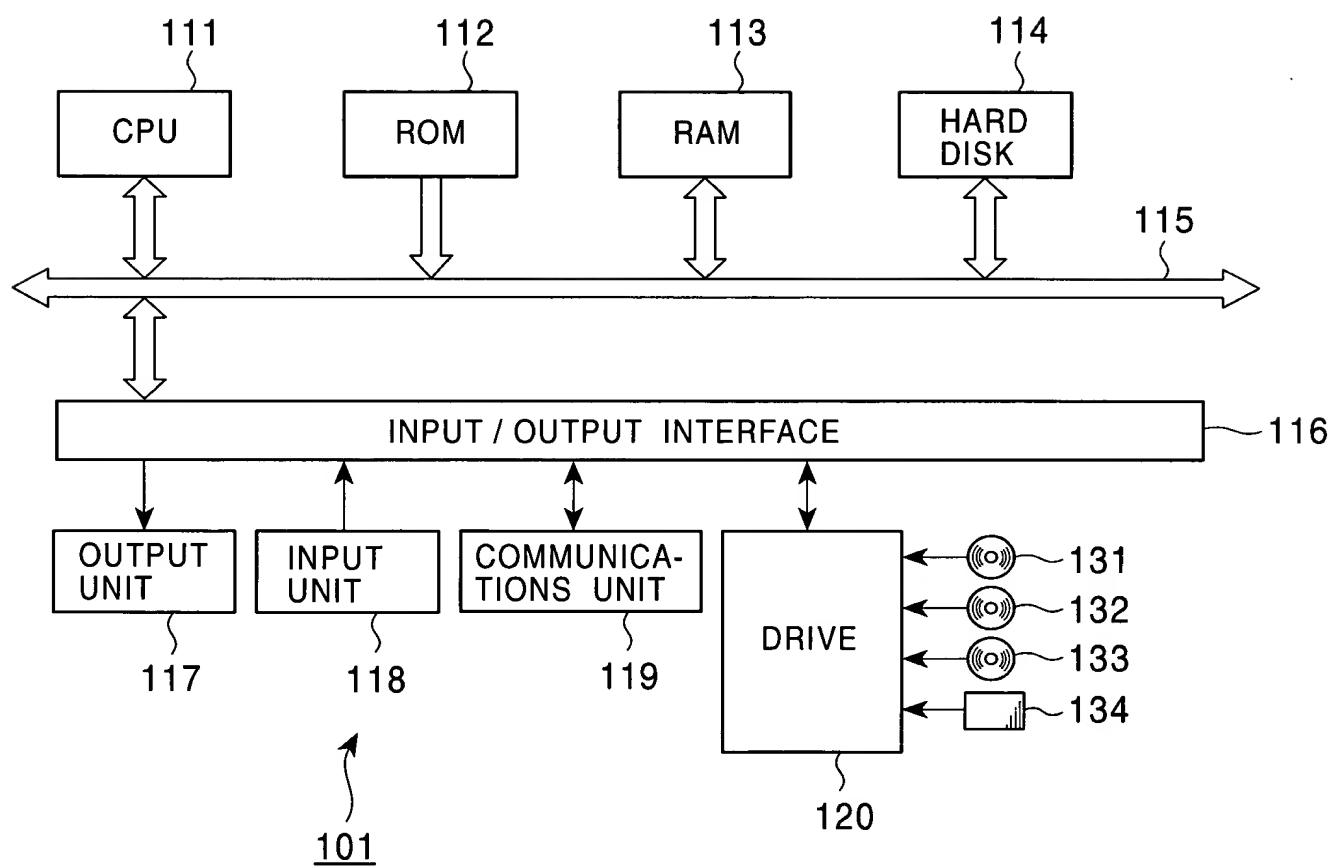 111
112
113
114
CPU
ROM
RAM
HARD
DISK
115
INPUT / OUTPUT INTERFACE
116
OUTPUT
UNIT
INPUT
UNIT
COMMUNICA-
TIONS UNIT
DRIVE
131
132
133
134
117
118
119
120
101